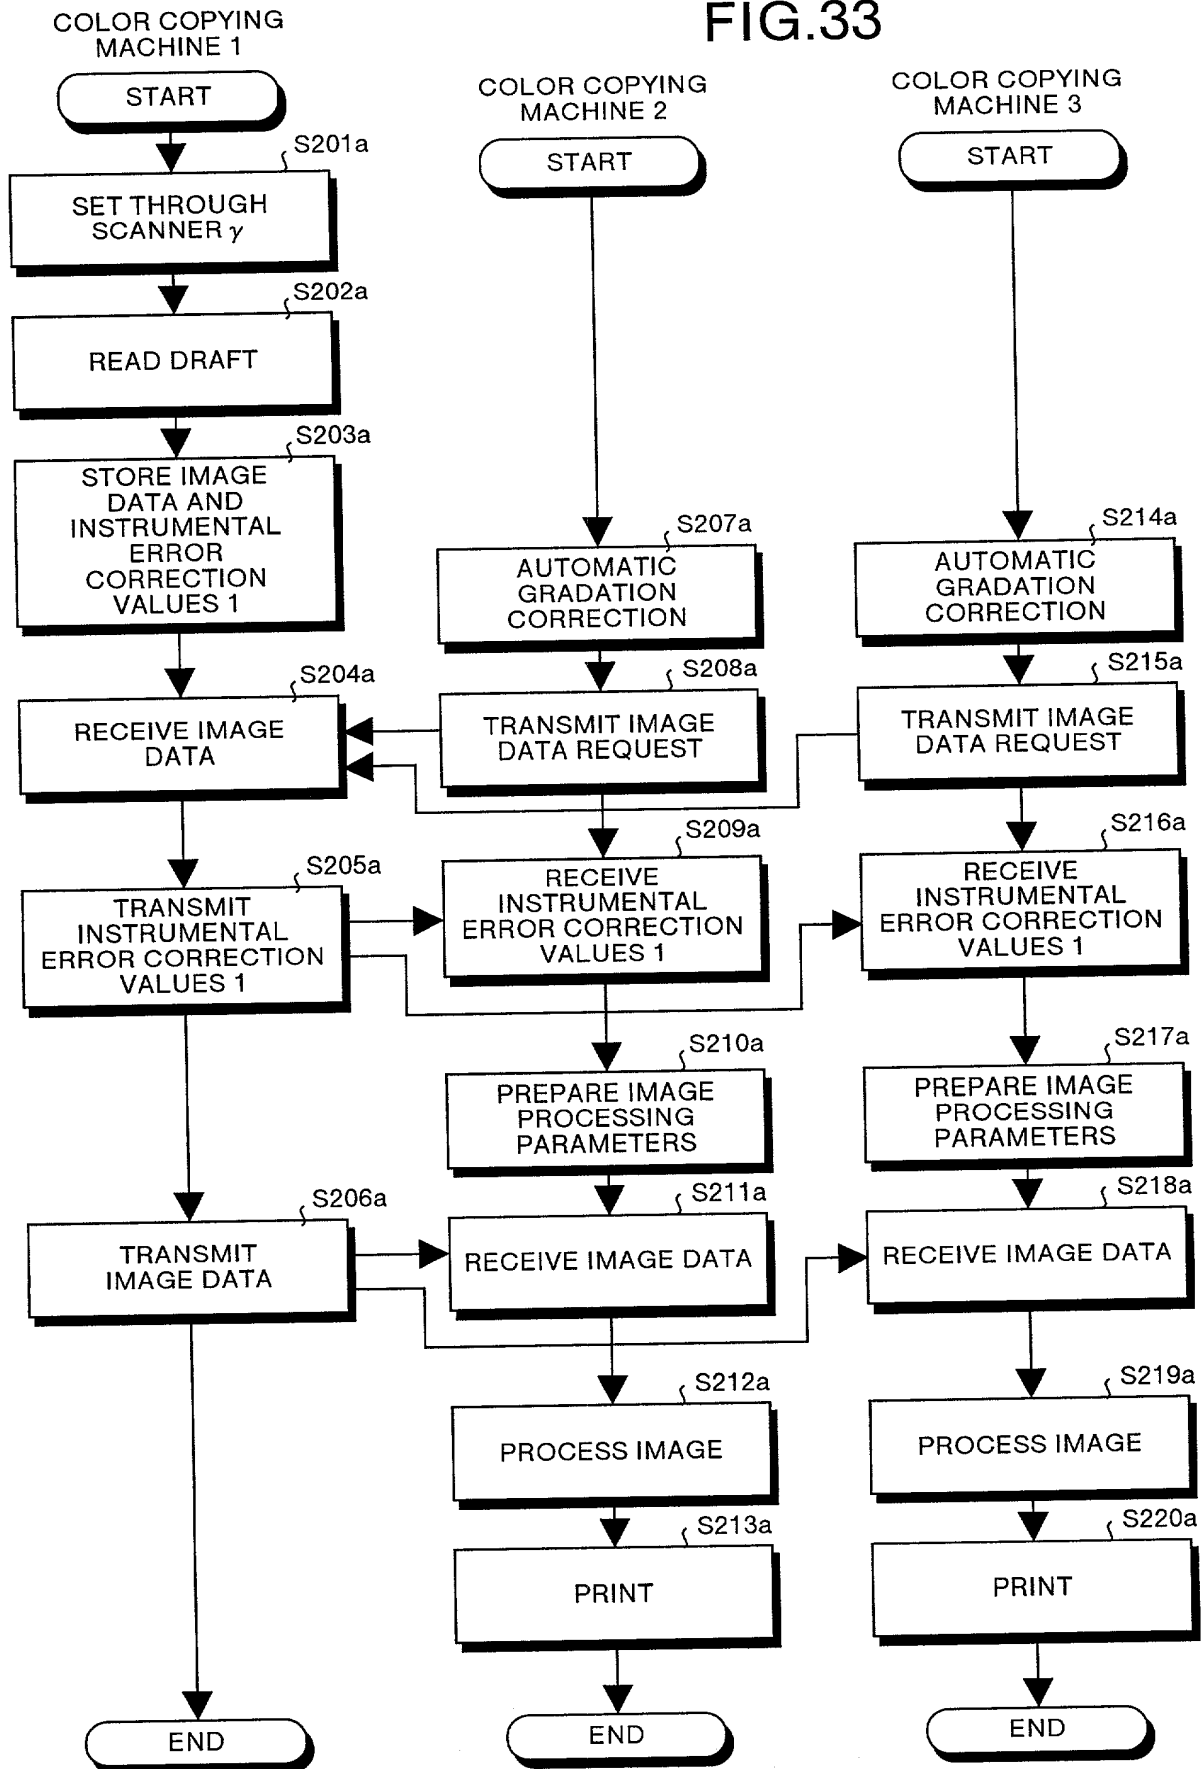 FIG.33
COLOR COPYING
MACHINE 1
START
S201a
SET THROUGH
SCANNER γ
S202a
READ DRAFT
S203a
STORE IMAGE
DATA AND
INSTRUMENTAL
ERROR
CORRECTION
VALUES 1
S204a
RECEIVE IMAGE
DATA
S205a
TRANSMIT
INSTRUMENTAL
ERROR CORRECTION
VALUES 1
S206a
TRANSMIT
IMAGE DATA
END
COLOR COPYING
MACHINE 2
START
S207a
AUTOMATIC
GRADATION
CORRECTION
S208a
TRANSMIT IMAGE
DATA REQUEST
S209a
RECEIVE
INSTRUMENTAL
ERROR CORRECTION
VALUES 1
S210a
PREPARE IMAGE
PROCESSING
PARAMETERS
S211a
RECEIVE IMAGE DATA
S212a
PROCESS IMAGE
S213a
PRINT
END
COLOR COPYING
MACHINE 3
START
S214a
AUTOMATIC
GRADATION
CORRECTION
S215a
TRANSMIT IMAGE
DATA REQUEST
S216a
RECEIVE
INSTRUMENTAL
ERROR CORRECTION
VALUES 1
S217a
PREPARE IMAGE
PROCESSING
PARAMETERS
S218a
RECEIVE IMAGE DATA
S219a
PROCESS IMAGE
S220a
PRINT
END